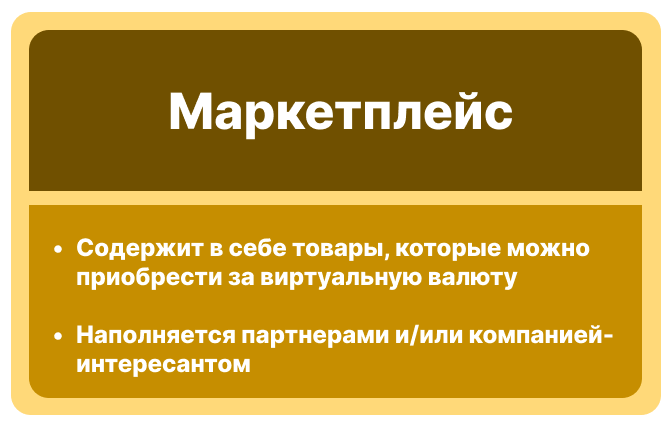 Маркетплейс
• Содержит в себе товары, которые можно
приобрести за виртуальную валюту
• Наполняется партнерами и/или компанией-
интересантом